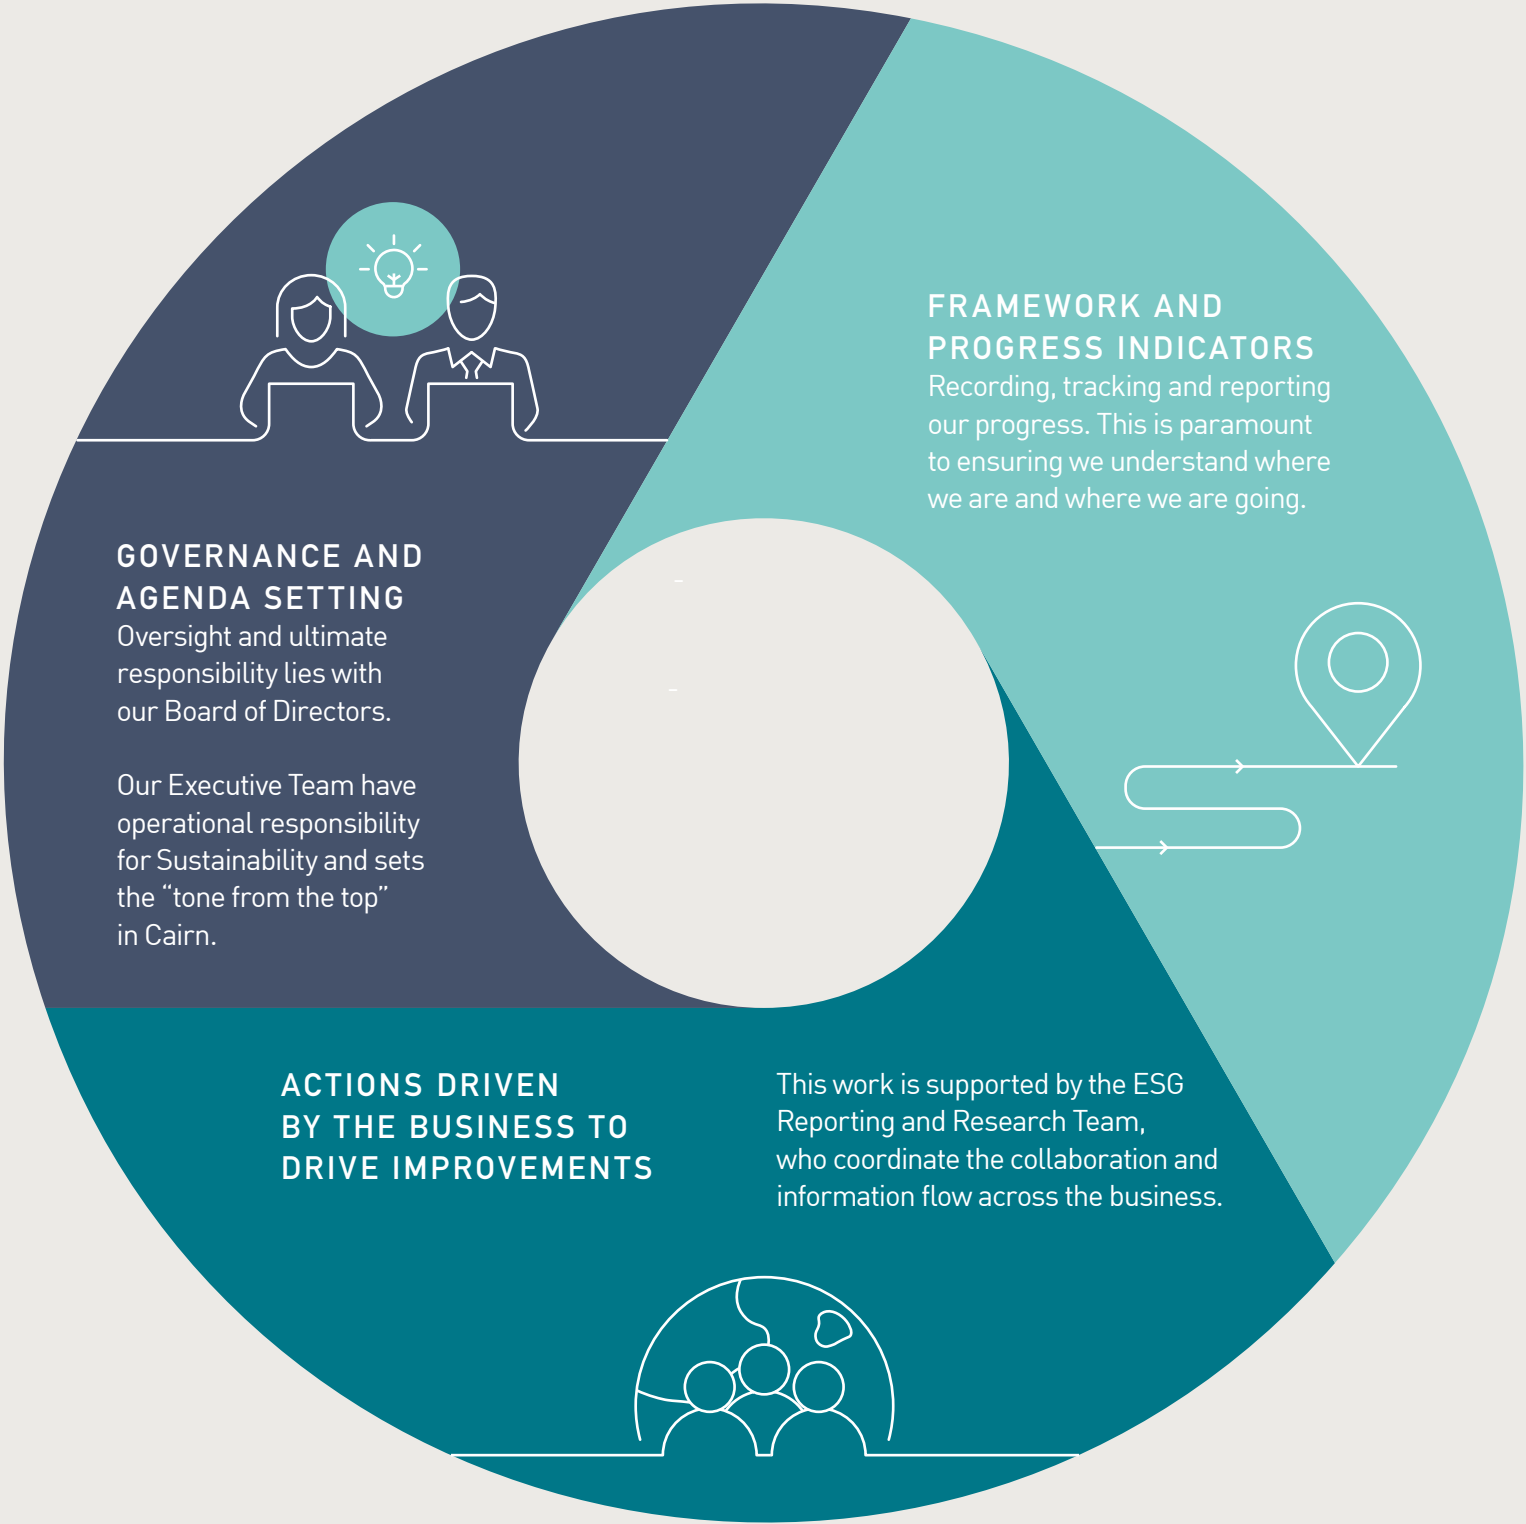 GOVERNANCE AND
AGENDA SETTING
Oversight and ultimate
responsibility lies with
our Board of Directors.
Our Executive Team have
operational responsibility
for Sustainability and sets
the “tone from the top”
in Cairn.
FRAMEWORK AND
PROGRESS INDICATORS
Recording, tracking and reporting
our progress. This is paramount
to ensuring we understand where
we are and where we are going.
ACTIONS DRIVEN
BY THE BUSINESS TO
DRIVE IMPROVEMENTS
This work is supported by the ESG
Reporting and Research Team,
who coordinate the collaboration and
information flow across the business.